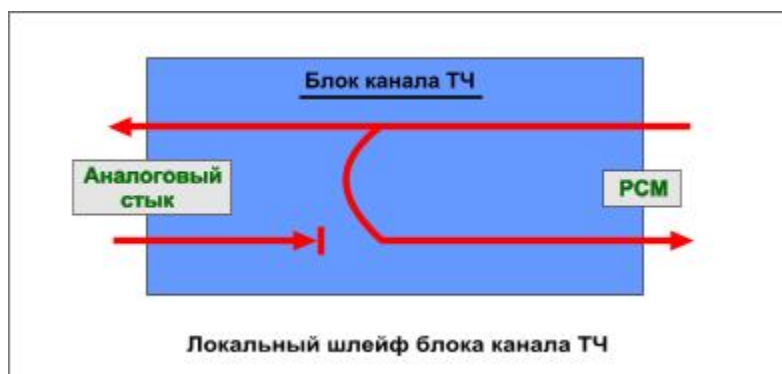 Блок канала ТЧ
Аналоговый
стык
PCM
Локальный шлейф блока канала ТЧ